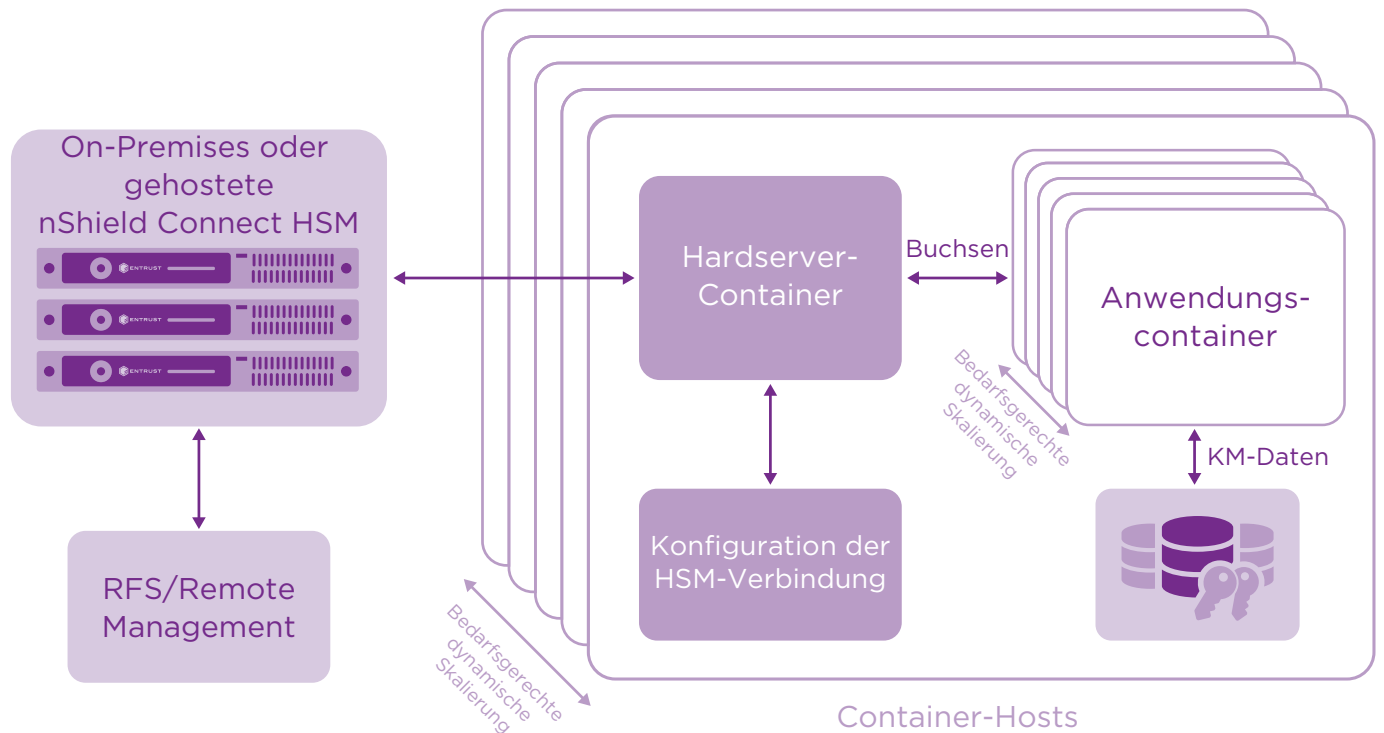 On-Premises oder
gehostete
nShield Connect HSM
ENTRUST
ENTRUST
ENTRUST
RFS/Remote
Management
Hardserver-
Container
Buchsen
Anwendungs-
container
Bedarfsgerechte
dynamische
Skalierung
KM-Daten
Konfiguration der
HSM-Verbindung
Bedarfsgerechte
dynamische
Skalierung
Container-Hosts